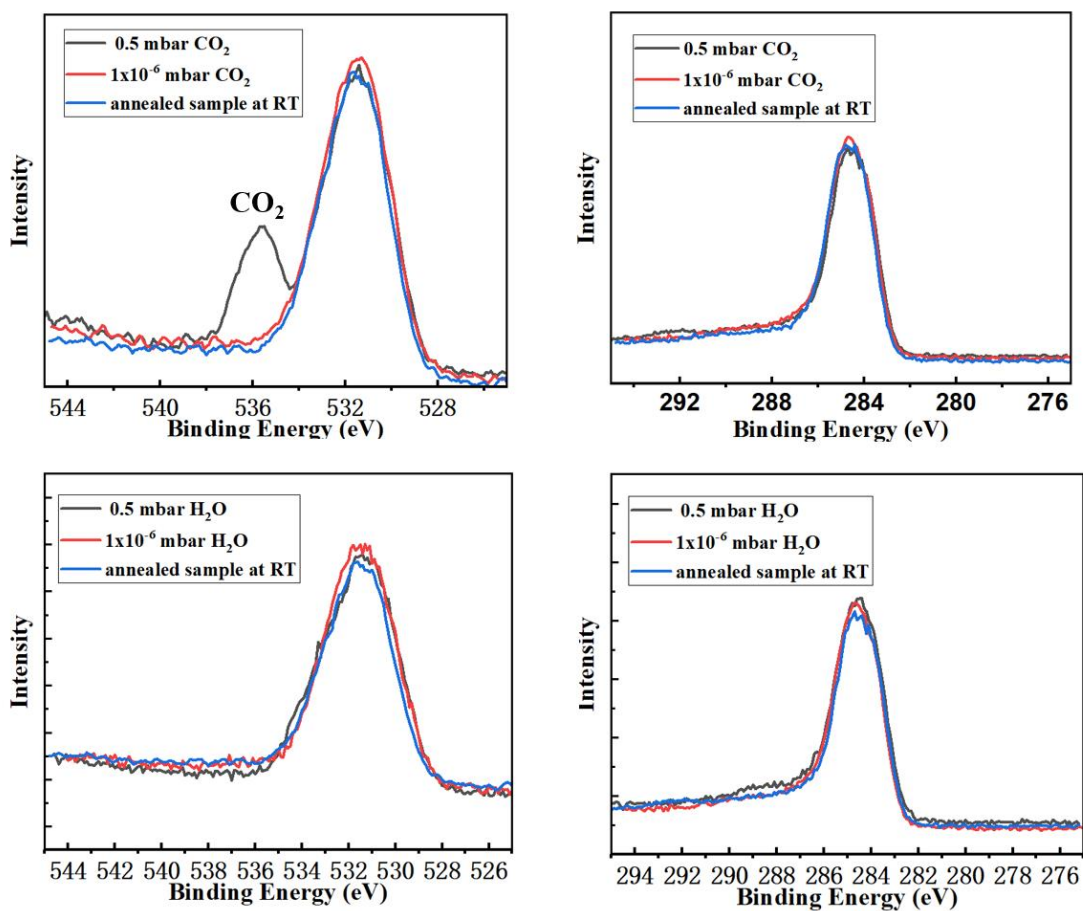 0.5 mbar CO₂
1x10⁻⁶ mbar CO₂
annealed sample at RT
CO₂
Intensity
544 540 536 532 528
Binding Energy (eV)
0.5 mbar CO₂
1x10⁻⁶ mbar CO₂
annealed sample at RT
Intensity
292 288 284 280 276
Binding Energy (eV)
0.5 mbar H₂O
1x10⁻⁶ mbar H₂O
annealed sample at RT
Intensity
544 542 540 538 536 534 532 530 528 526
Binding Energy (eV)
0.5 mbar H₂O
1x10⁻⁶ mbar H₂O
annealed sample at RT
Intensity
294 292 290 288 286 284 282 280 278 276
Binding Energy (eV)